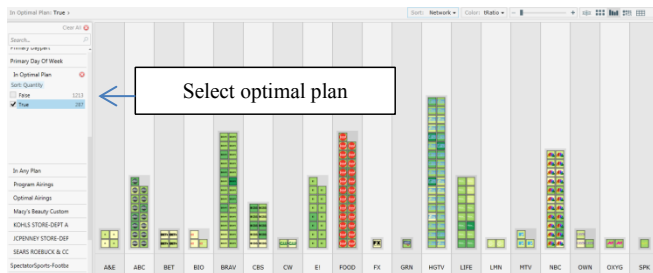 In Optimal Plan: True x
Sort: Network Color: tRatio
Clear All
Search...
Primary Daypart
Primary Day Of Week
In Optimal Plan
Sort: Quantity
False 1213
True 287
Select optimal plan
In Any Plan
Program Airings
Optimal Airings
Macy's Beauty Custom
KOHLS STORE-DEPT A
JCPENNEY STORE-DEF
SEARS ROEBUCK & CC
SpectatorSports-Footba
A&E ABC BET BIO BRAV CBS CW E! FOOD FX GRN HGTV LIFE LMN MTV NBC OWN OXYG SPK